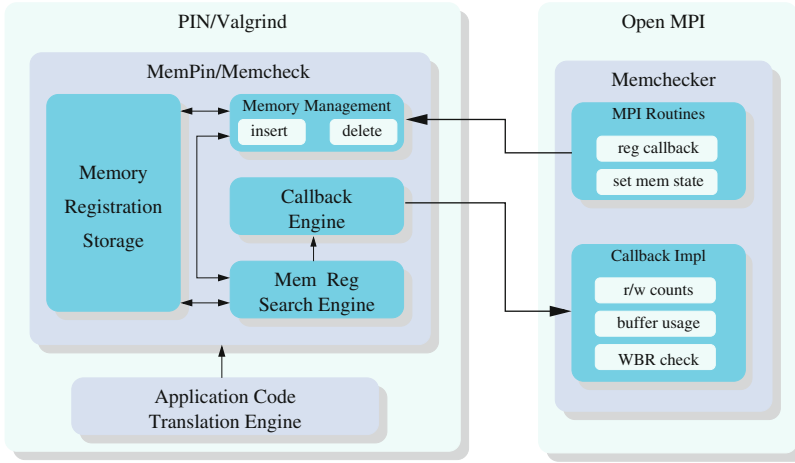 PIN/Valgrind
MemPin/Memcheck
Memory
Registration
Storage
Memory Management
insert
delete
Callback
Engine
Mem Reg
Search Engine
Application Code
Translation Engine
Open MPI
Memchecker
MPI Routines
reg callback
set mem state
Callback Impl
r/w counts
buffer usage
WBR check